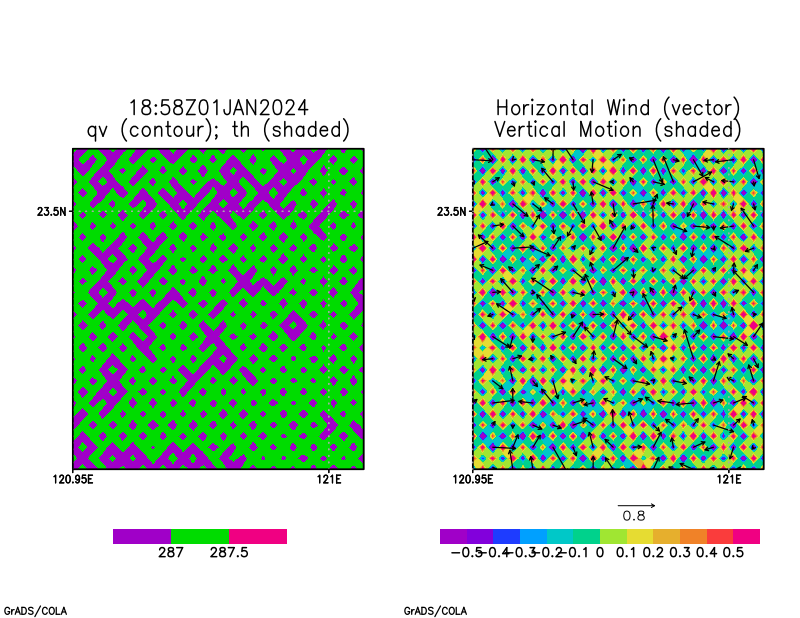 18:58Z01JAN2024
qv (contour); th (shaded)
23.5N
120.95E
121E
287
287.5
GrADS/COLA
Horizontal Wind (vector)
Vertical Motion (shaded)
23.5N
120.95E
121E
0.8
-0.5 -0.4 -0.3 -0.2 -0.1 0 0.1 0.2 0.3 0.4 0.5
GrADS/COLA